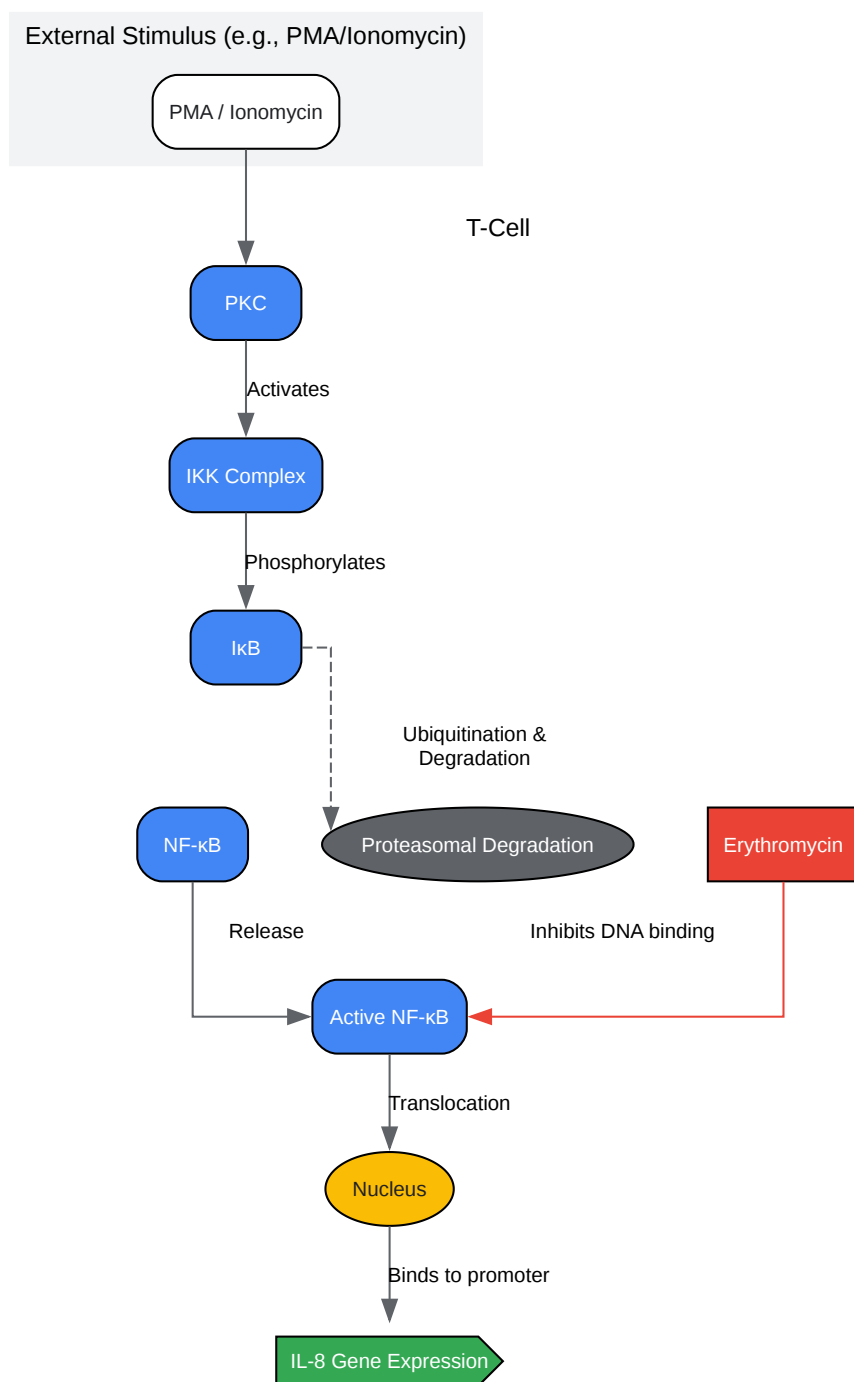 External Stimulus (e.g., PMA/Ionomycin)
PMA / Ionomycin
T-Cell
PKC
Activates
IKK Complex
Phosphorylates
IκB
Ubiquitination &
Degradation
NF-κB
Proteasomal Degradation
Erythromycin
Release
Inhibits DNA binding
Active NF-κB
Translocation
Nucleus
Binds to promoter
IL-8 Gene Expression